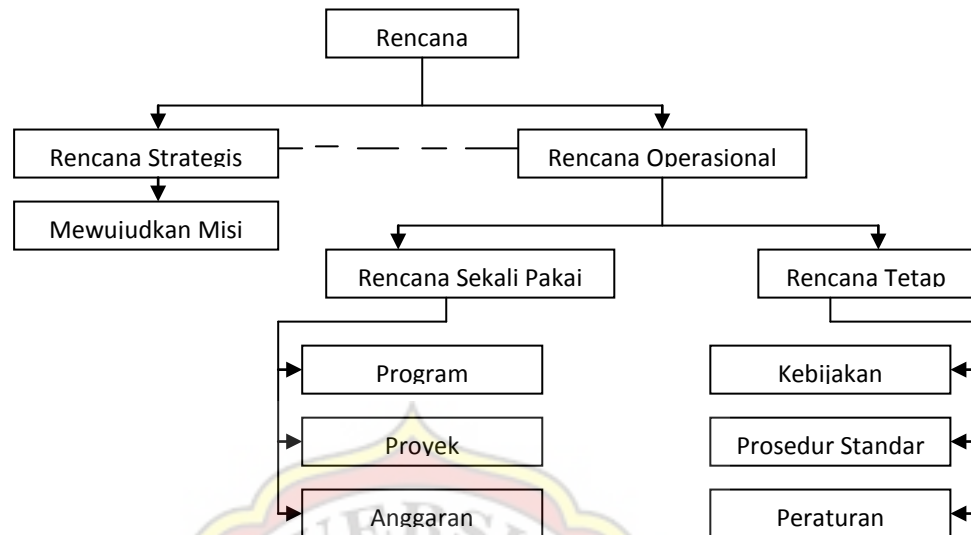 Rencana
Rencana Strategis
Rencana Operasional
Mewujudkan Misi
Rencana Sekali Pakai
Rencana Tetap
Program
Kebijakan
Proyek
Prosedur Standar
Anggaran
Peraturan